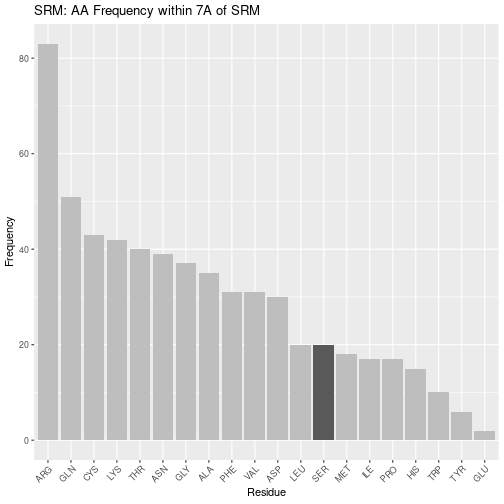 SRM: AA Frequency within 7A of SRM
Frequency
80
60
40
20
0
ARG GLN CYS LYS THR ASN GLY ALA PHE VAL ASP LEU SER MET ILE PRO HIS TRP TYR GLU
Residue